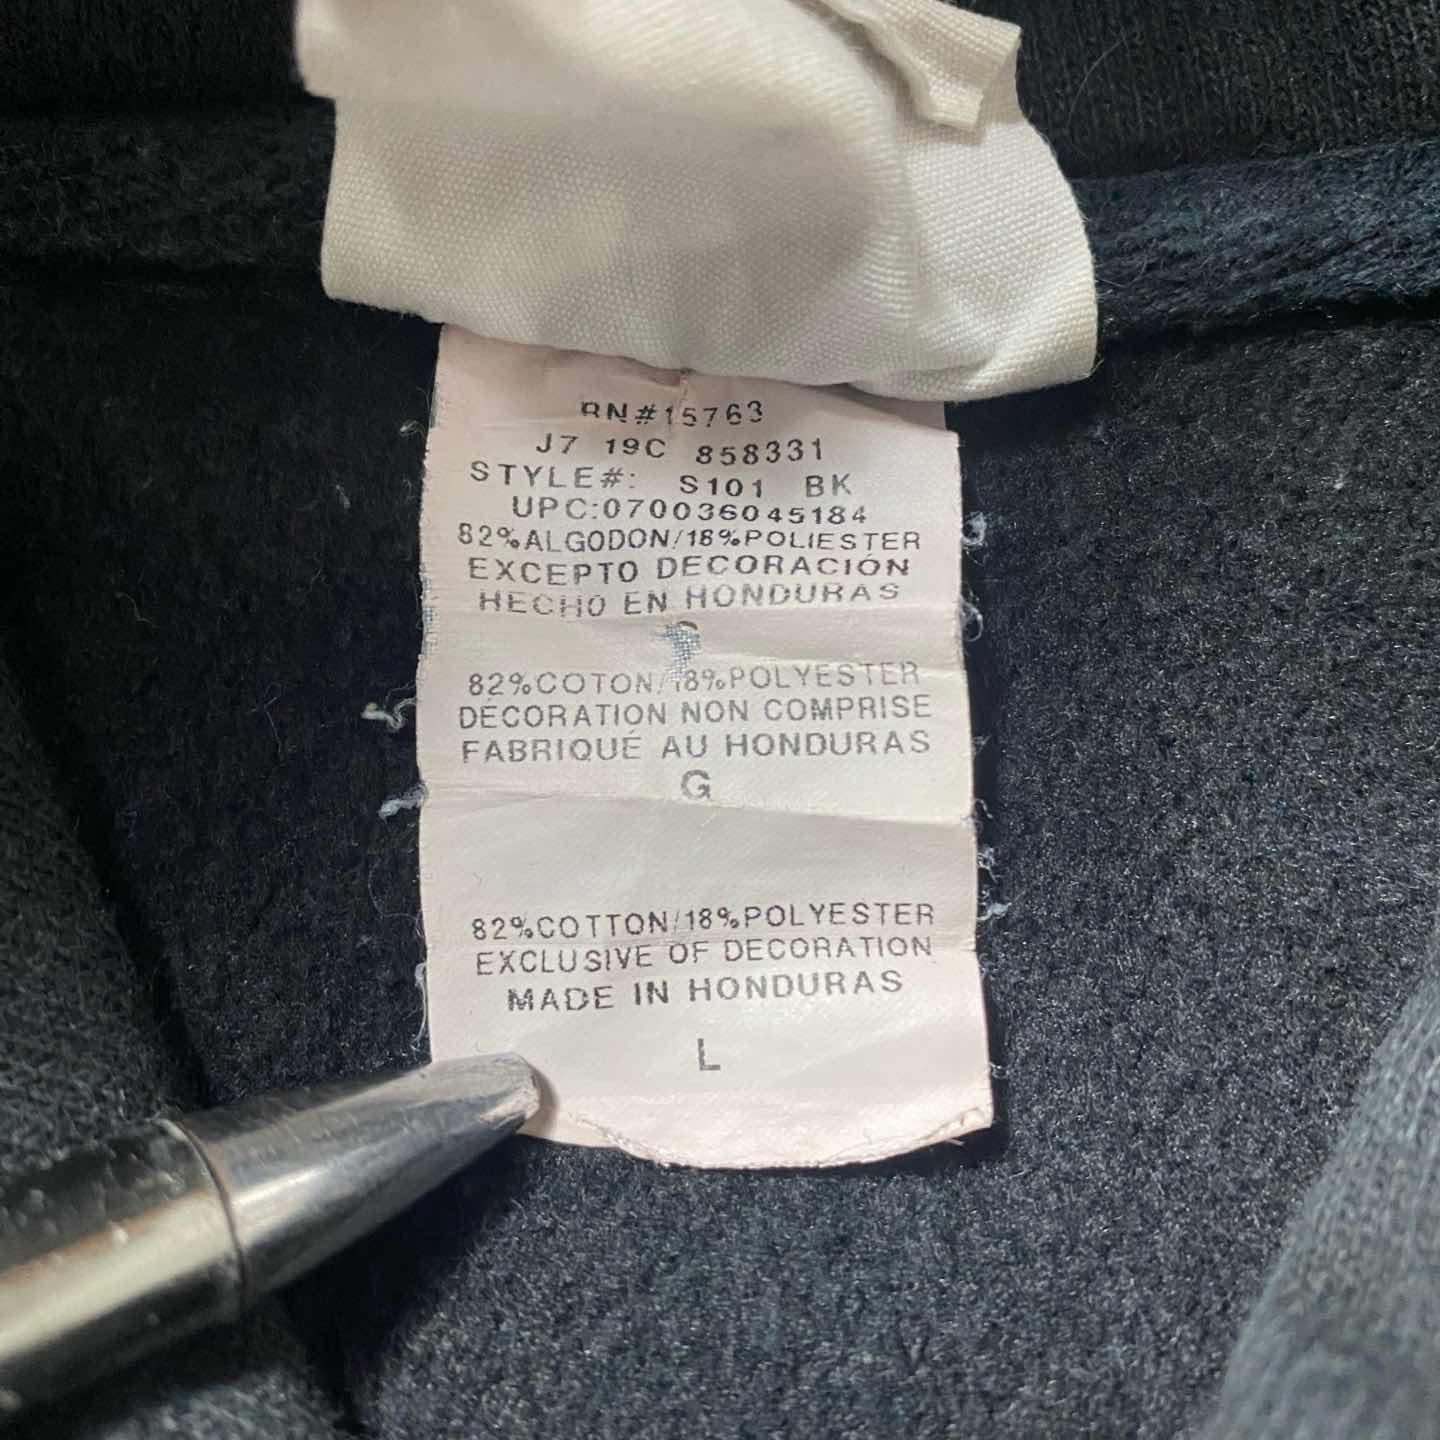 RN#15763
J7 19C 858331
STYLE#: S101 BK
UPC:070036045184
82%ALGODON/18%POLIESTER
EXCEPTO DECORACIÓN
HECHO EN HONDURAS
G
82%COTON/18%POLYESTER
DÉCORATION NON COMPRISE
FABRIQUÉ AU HONDURAS
G
82%COTTON/18%POLYESTER
EXCLUSIVE OF DECORATION
MADE IN HONDURAS
L